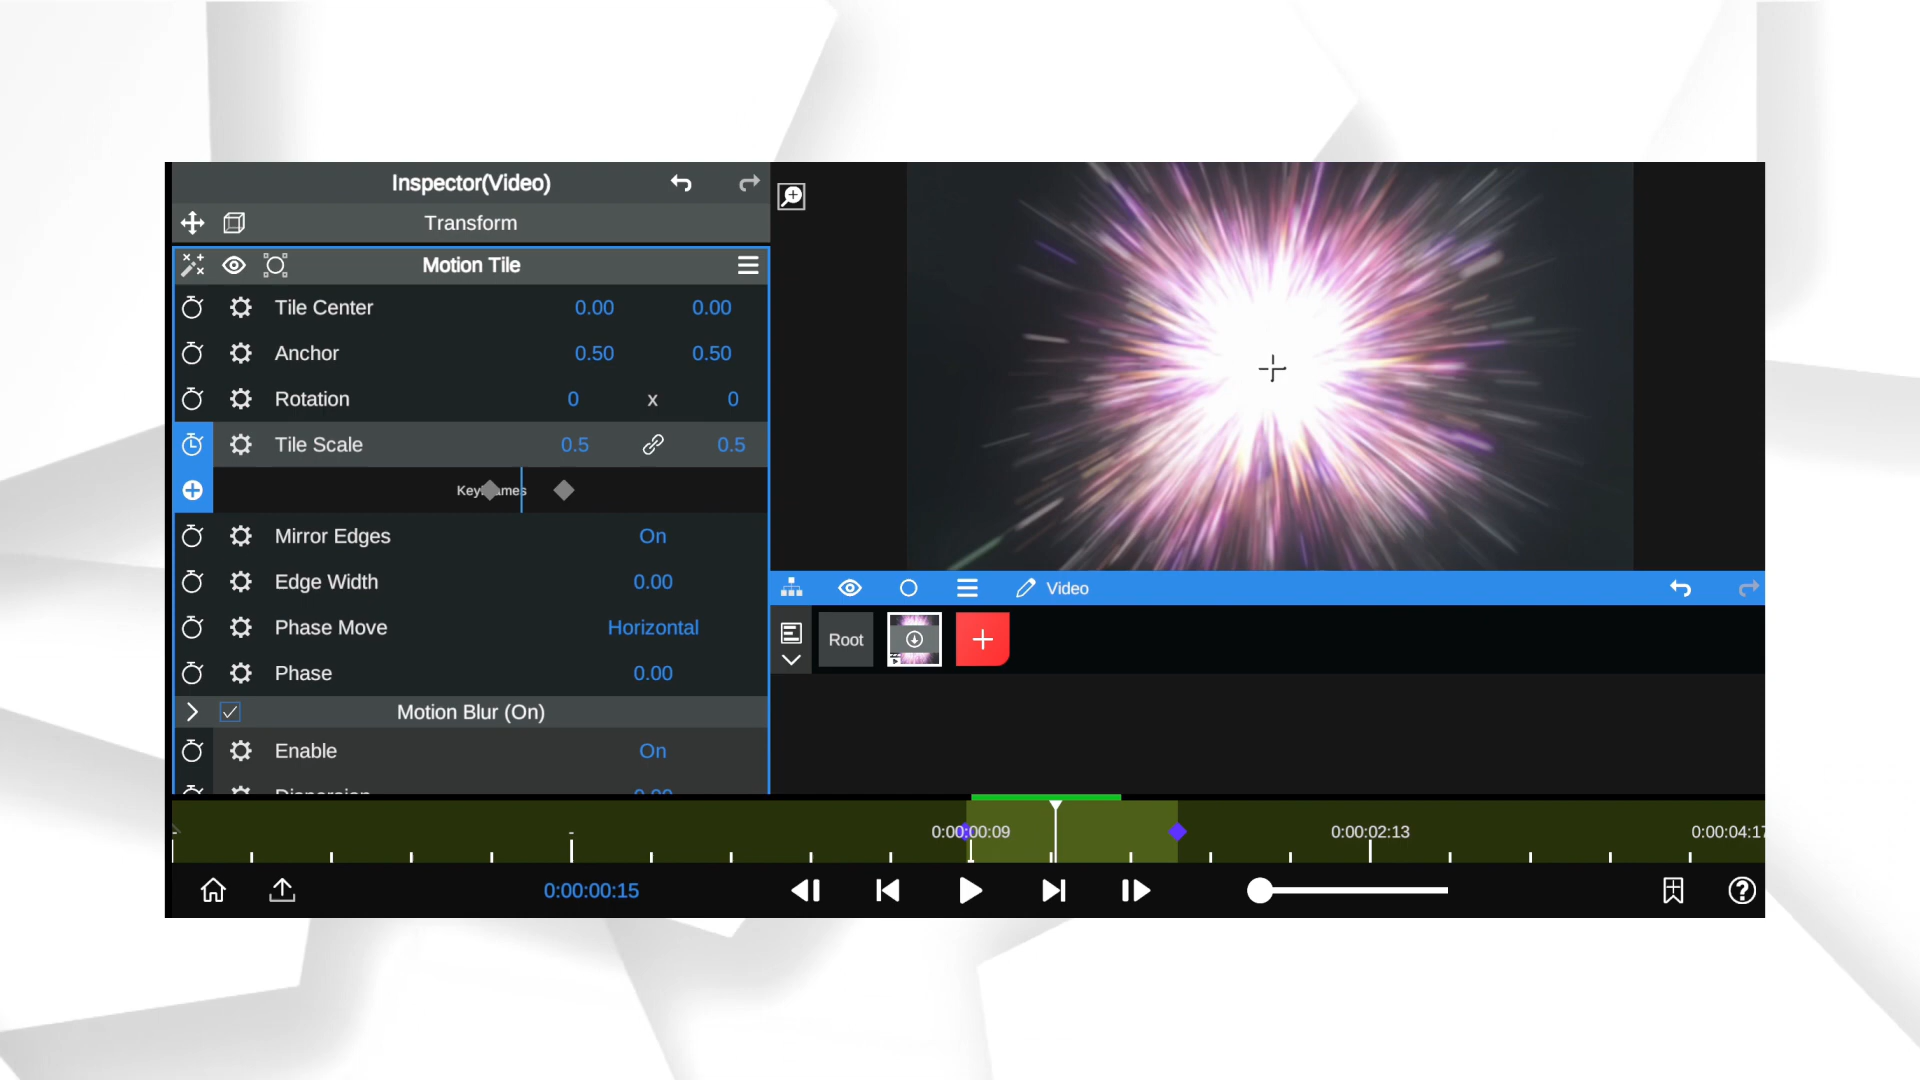 Inspector(Video)
Transform
Motion Tile
Tile Center 0.00 0.00
Anchor 0.50 0.50
Rotation 0 x 0
Tile Scale 0.5 0.5
Keyframes
Mirror Edges On
Edge Width 0.00
Phase Move Horizontal
Phase 0.00
Motion Blur (On)
Enable On
Dispersion 0.00
Video
Root
0:00:00:09 0:00:02:13 0:00:04:17
0:00:00:15